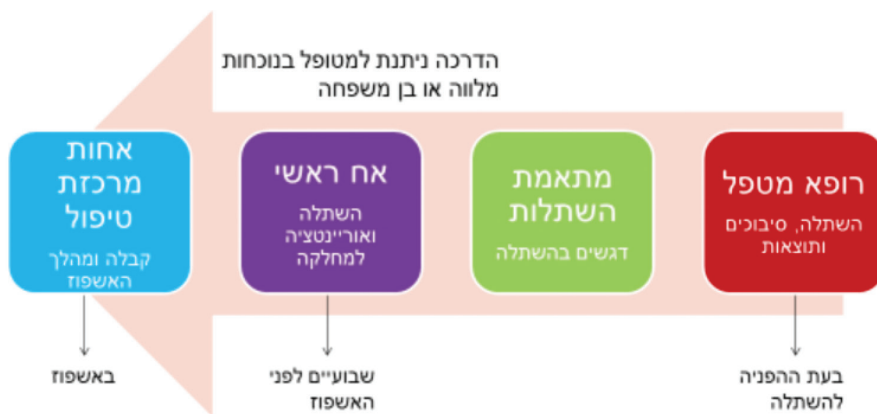 הדרכה ניתנת למטופל בנוכחות
מלווה או בן משפחה
רופא מטפל
השתלה, סיבוכים
ותוצאות
מתאמת
השתלות
דגשים בהשתלה
אח ראשי
השתלה
ואוריינטציה
למחלקה
אחות
מרכזת
טיפול
קבלה ומהלך
האשפוז
בעת ההפניה
להשתלה
שבועיים לפני
האשפוז
באשפוז